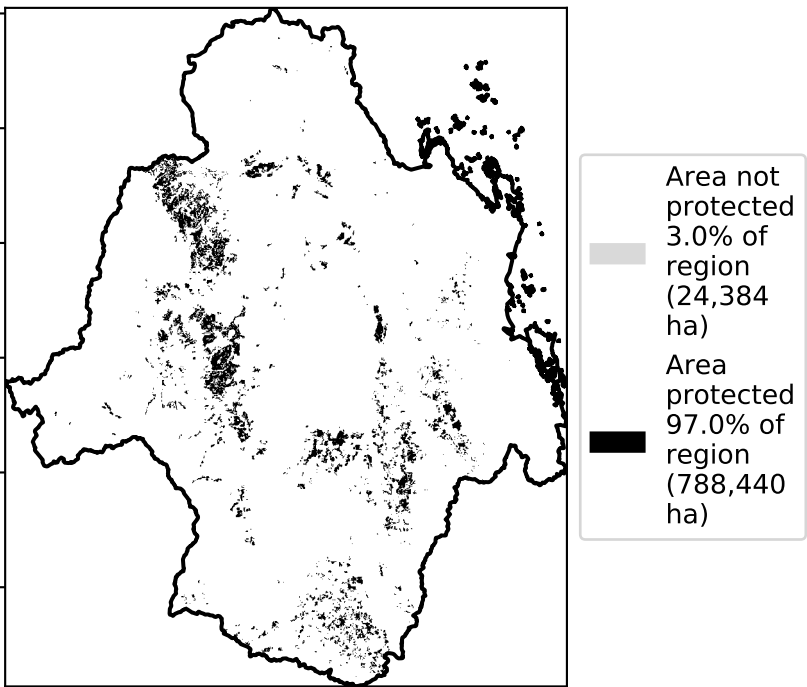 Area not
protected
3.0% of
region
(24,384
ha)
Area
protected
97.0% of
region
(788,440
ha)